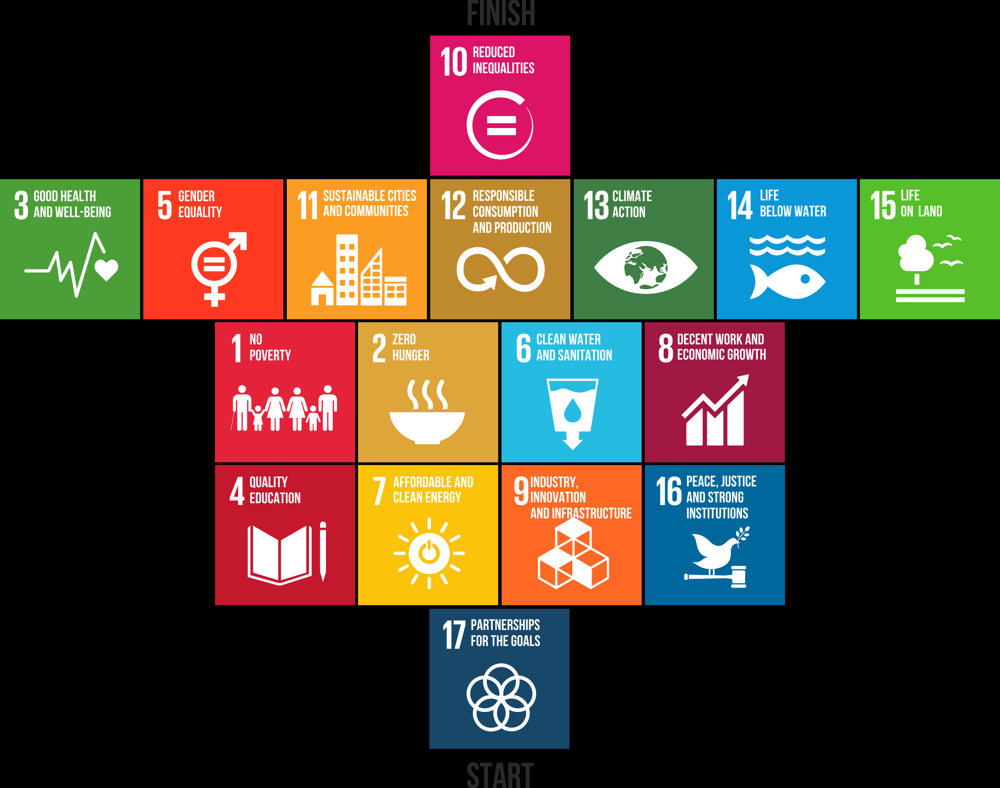 FINISH
10 REDUCED
INEQUALITIES
3 GOOD HEALTH
AND WELL-BEING
5 GENDER
EQUALITY
11 SUSTAINABLE CITIES
AND COMMUNITIES
12 RESPONSIBLE
CONSUMPTION
AND PRODUCTION
13 CLIMATE
ACTION
14 LIFE
BELOW WATER
15 LIFE
ON LAND
1 NO
POVERTY
2 ZERO
HUNGER
6 CLEAN WATER
AND SANITATION
8 DECENT WORK AND
ECONOMIC GROWTH
4 QUALITY
EDUCATION
7 AFFORDABLE AND
CLEAN ENERGY
9 INDUSTRY,
INNOVATION
AND INFRASTRUCTURE
16 PEACE, JUSTICE
AND STRONG
INSTITUTIONS
17 PARTNERSHIPS
FOR THE GOALS
START